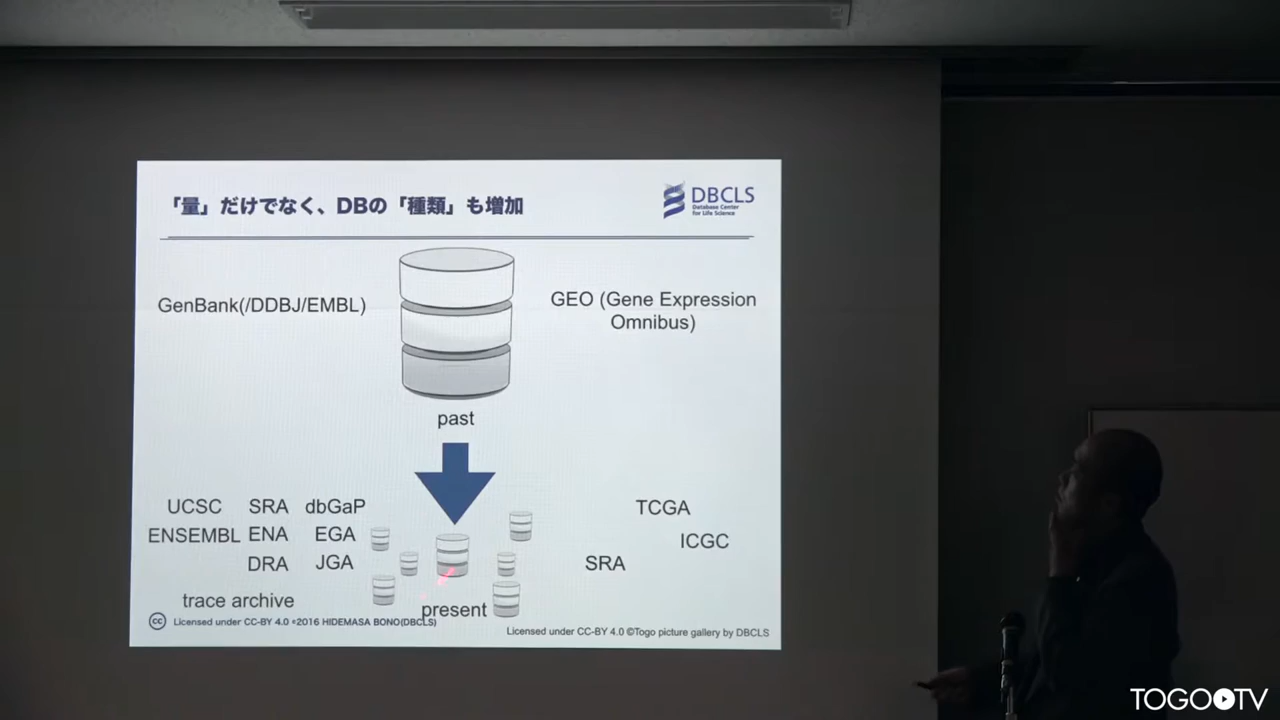 「量」だけでなく、DBの「種類」も増加
DBCLS
Database Center
for Life Science
GenBank(/DDBJ/EMBL)
GEO (Gene Expression
Omnibus)
past
UCSC SRA dbGaP
ENSEMBL ENA EGA
DRA JGA
trace archive
TCGA
ICGC
SRA
present
cc Licensed under CC-BY 4.0 ©2016 HIDEMASA BONO(DBCLS)
Licensed under CC-BY 4.0 ©Togo picture gallery by DBCLS
TOGOTV